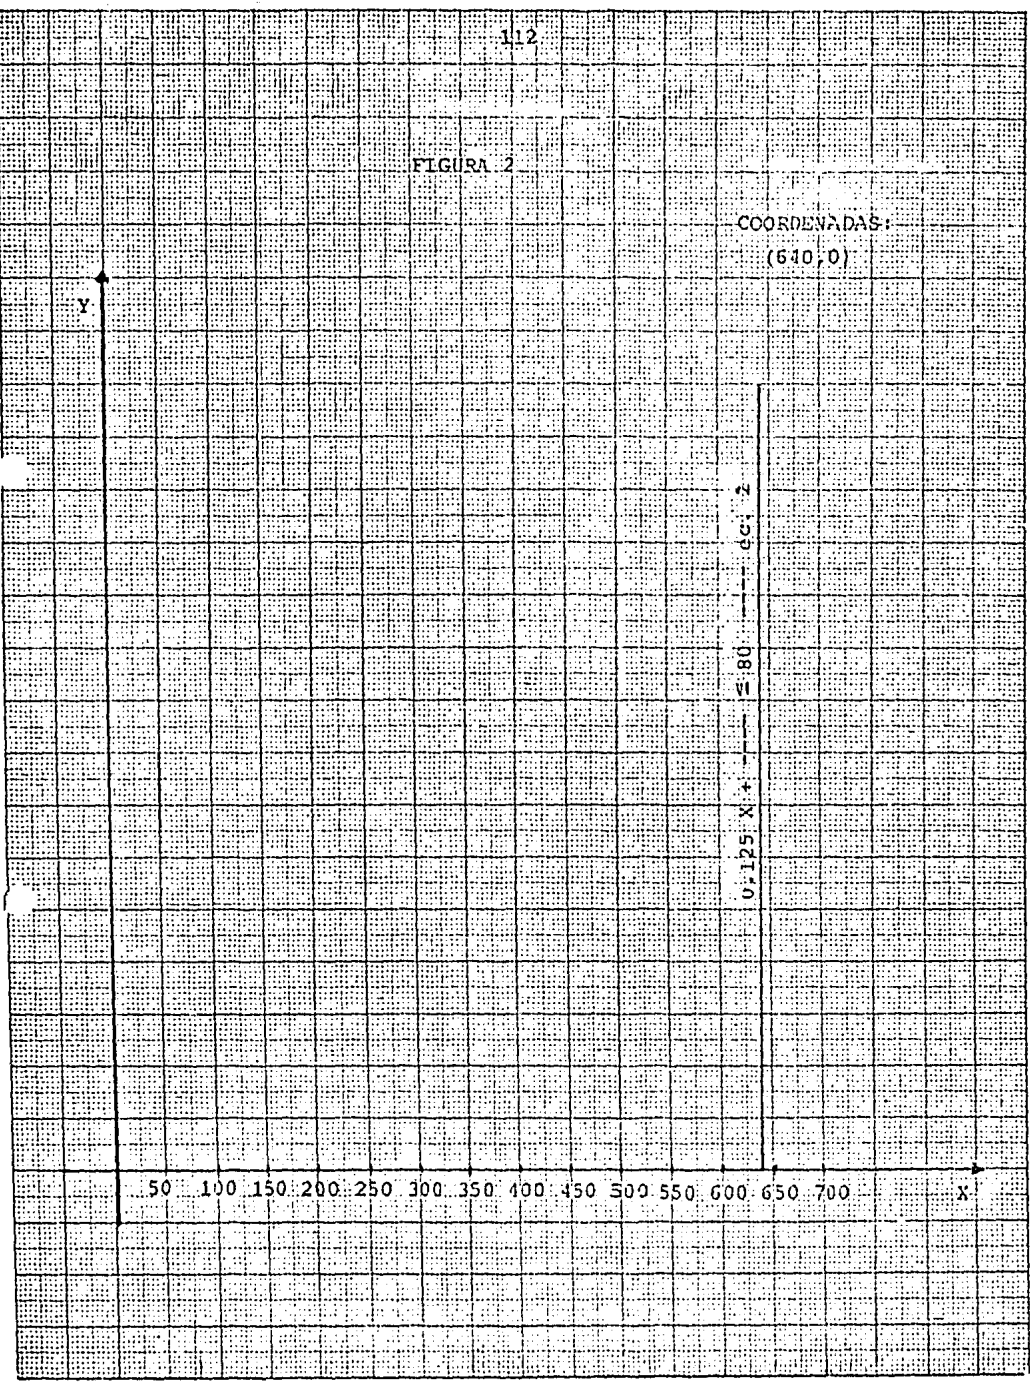 112
FIGURA 2
COORDENADAS:
(640,0)
Y
0.125 X + ---- ≤ 80 ---- ec. 2
50 100 150 200 250 300 350 400 450 500 550 600 650 700 X